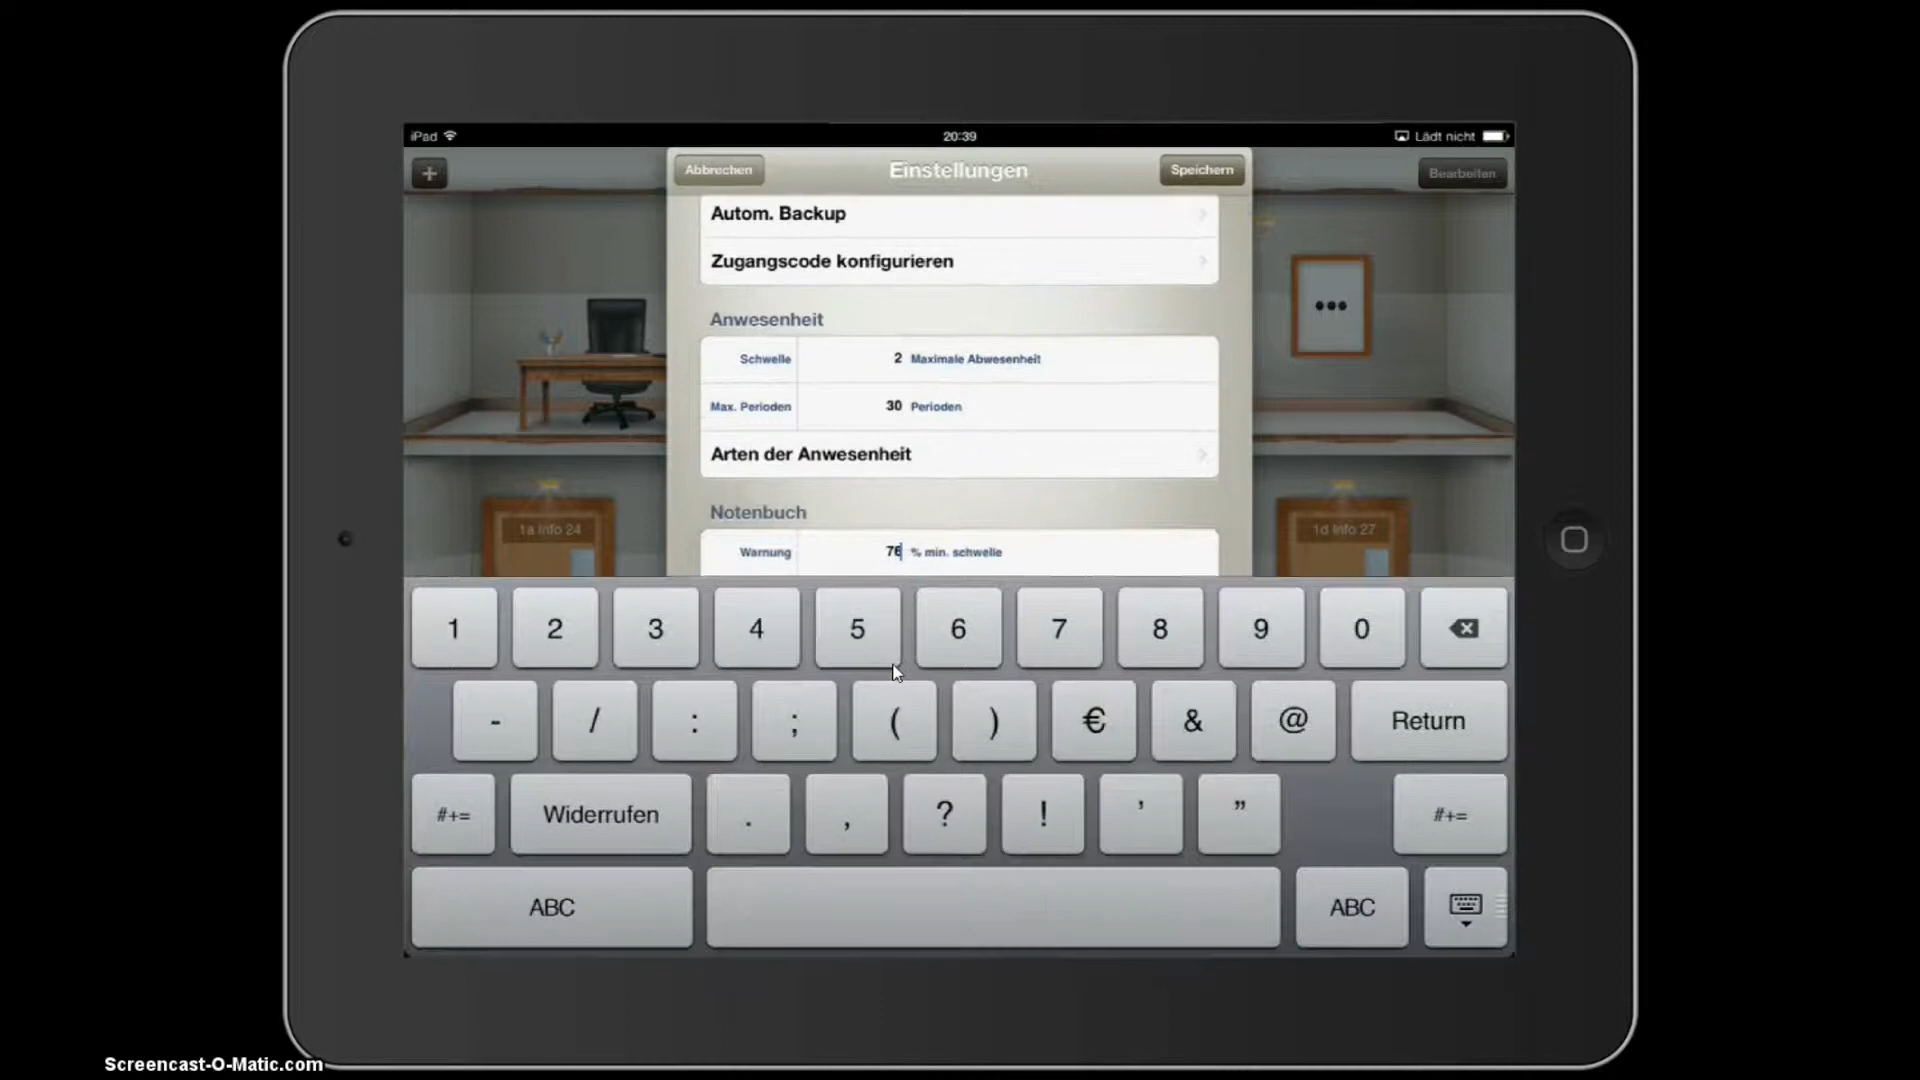 iPad
20:39
Lädt nicht
+
Abbrechen
Einstellungen
Speichern
Bearbeiten
Autom. Backup
Zugangscode konfigurieren
Anwesenheit
Schwelle 2 Maximale Abwesenheit
Max. Perioden 30 Perioden
Arten der Anwesenheit
1a Info 24
1d Info 27
Notenbuch
Warnung 76 % min. schwelle
1 2 3 4 5 6 7 8 9 0
- / : ; ( ) € & @ Return
#+= Widerrufen . , ? ! ’ ” #+=
ABC ABC
Screencast-O-Matic.com